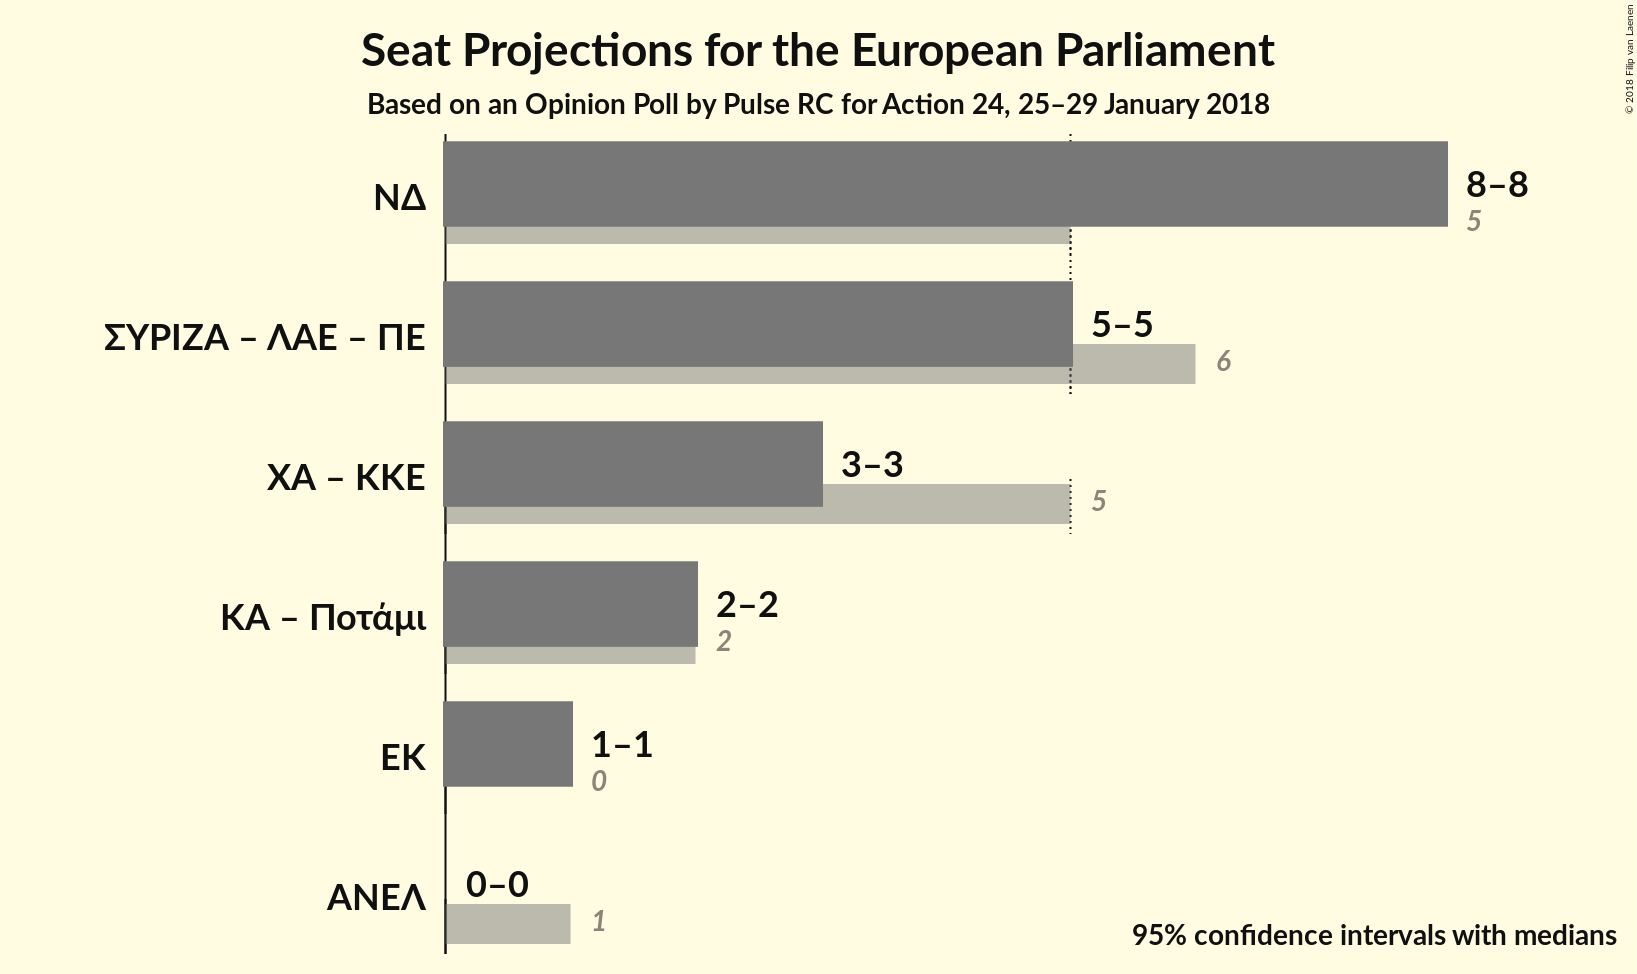 Seat Projections for the European Parliament
Based on an Opinion Poll by Pulse RC for Action 24, 25–29 January 2018
© 2018 Filip van Laenen
ΝΔ
8–8
5
ΣΥΡΙΖΑ – ΛΑΕ – ΠΕ
5–5
6
ΧΑ – ΚΚΕ
3–3
5
ΚΑ – Ποτάμι
2–2
2
ΕΚ
1–1
0
ΑΝΕΛ
0–0
1
95% confidence intervals with medians